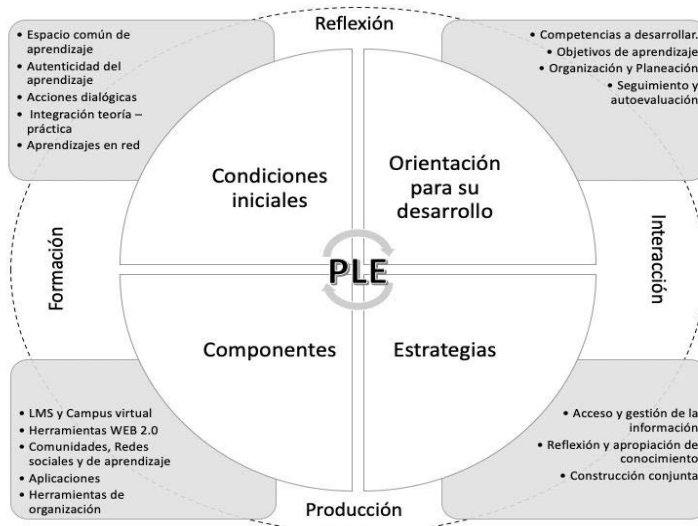 Reflexión
• Espacio común de
aprendizaje
• Autenticidad del
aprendizaje
• Acciones dialógicas
• Integración teoría –
práctica
• Aprendizajes en red
• Competencias a desarrollar.
• Objetivos de aprendizaje
• Organización y Planeación
• Seguimiento y
autoevaluación
Condiciones
iniciales
Orientación
para su
desarrollo
Formación
PLE
Interacción
Componentes
Estrategias
• LMS y Campus virtual
• Herramientas WEB 2.0
• Comunidades, Redes
sociales y de aprendizaje
• Aplicaciones
• Herramientas de
organización
• Acceso y gestión de la
información
• Reflexión y apropiación de
conocimiento
• Construcción conjunta
Producción